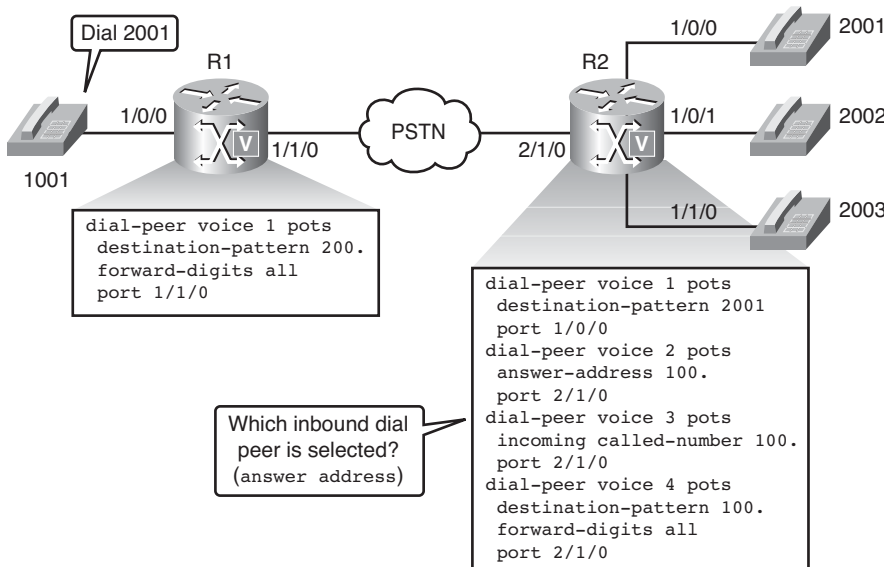 Dial 2001
R1
1/0/0
1/1/0
1001
V
PSTN
R2
2/1/0
V
1/0/0
2001
1/0/1
2002
1/1/0
2003
dial-peer voice 1 pots
destination-pattern 200.
forward-digits all
port 1/1/0
dial-peer voice 1 pots
destination-pattern 2001
port 1/0/0
dial-peer voice 2 pots
answer-address 100.
port 2/1/0
dial-peer voice 3 pots
incoming called-number 100.
port 2/1/0
dial-peer voice 4 pots
destination-pattern 100.
forward-digits all
port 2/1/0
Which inbound dial
peer is selected?
(answer address)